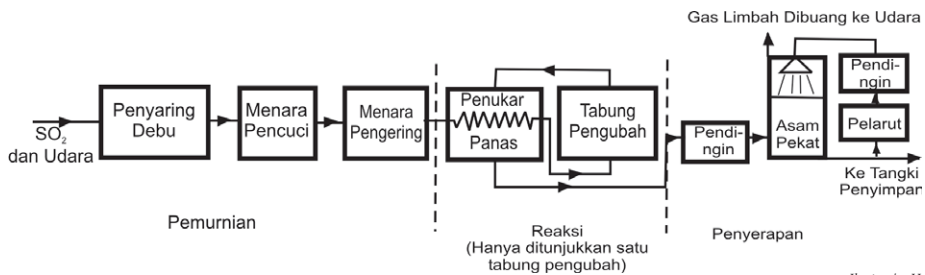 Gas Limbah Dibuang ke Udara
SO2
dan Udara
Penyaring
Debu
Menara
Pencuci
Menara
Pengering
Penukar
Panas
Tabung
Pengubah
Pendi-
ngin
Asam
Pekat
Pendi-
ngin
Pelarut
Ke Tangki
Penyimpan
Pemurnian
Reaksi
(Hanya ditunjukkan satu
tabung pengubah)
Penyerapan